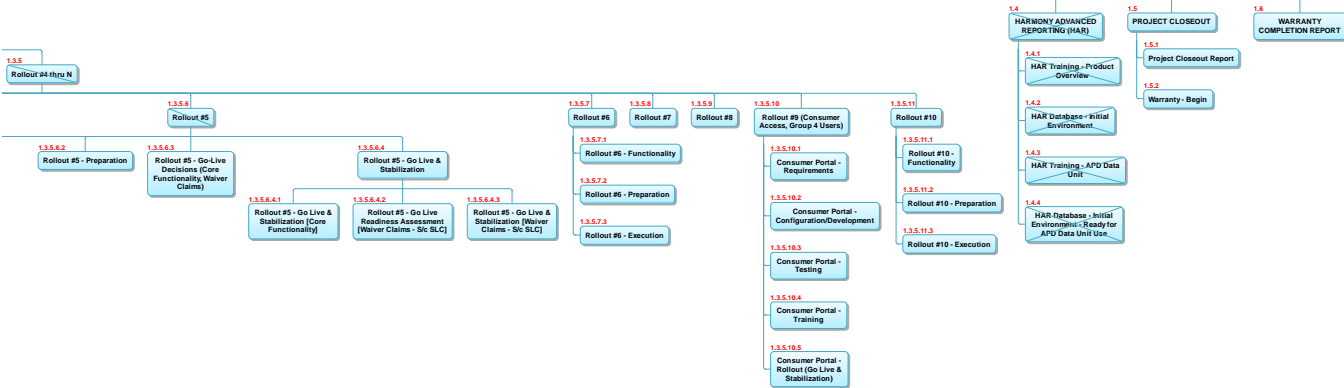 1.4
HARMONY ADVANCED
REPORTING (HAR)
1.5
PROJECT CLOSEOUT
1.6
WARRANTY
COMPLETION REPORT
1.3.5
Rollout #4 thru N
1.4.1
HAR Training - Product
Overview
1.5.1
Project Closeout Report
1.5.2
Warranty - Begin
1.4.2
HAR Database - Initial
Environment
1.4.3
HAR Training - APD Data
Unit
1.4.4
HAR Database - Initial
Environment - Ready for
APD Data Unit Use
1.3.5.6
Rollout #5
1.3.5.7
Rollout #6
1.3.5.8
Rollout #7
1.3.5.9
Rollout #8
1.3.5.10
Rollout #9 (Consumer
Access, Group 4 Users)
1.3.5.11
Rollout #10
1.3.5.6.2
Rollout #5 - Preparation
1.3.5.6.3
Rollout #5 - Go-Live
Decisions (Core
Functionality, Waiver
Claims)
1.3.5.6.4
Rollout #5 - Go Live &
Stabilization
1.3.5.6.4.1
Rollout #5 - Go Live &
Stabilization [Core
Functionality]
1.3.5.6.4.2
Rollout #5 - Go Live
Readiness Assessment
[Waiver Claims - S/c SLC]
1.3.5.6.4.3
Rollout #5 - Go Live &
Stabilization [Waiver
Claims - S/c SLC]
1.3.5.7.1
Rollout #6 - Functionality
1.3.5.7.2
Rollout #6 - Preparation
1.3.5.7.3
Rollout #6 - Execution
1.3.5.10.1
Consumer Portal -
Requirements
1.3.5.10.2
Consumer Portal -
Configuration/Development
1.3.5.10.3
Consumer Portal -
Testing
1.3.5.10.4
Consumer Portal -
Training
1.3.5.10.5
Consumer Portal -
Rollout (Go Live &
Stabilization)
1.3.5.11.1
Rollout #10 -
Functionality
1.3.5.11.2
Rollout #10 - Preparation
1.3.5.11.3
Rollout #10 - Execution